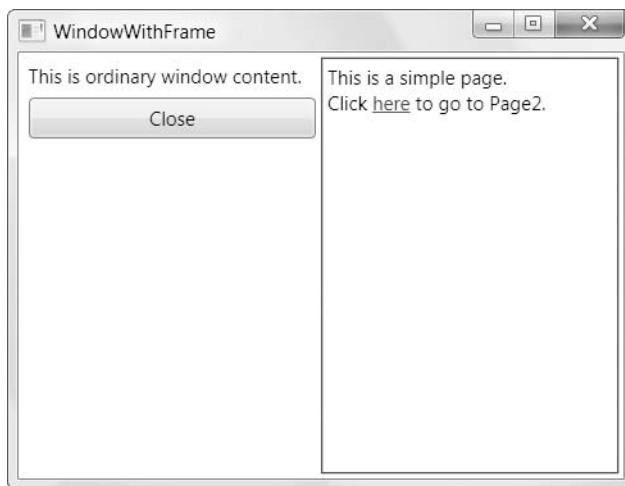 WindowWithFrame
This is ordinary window content.
Close
This is a simple page.
Click here to go to Page2.